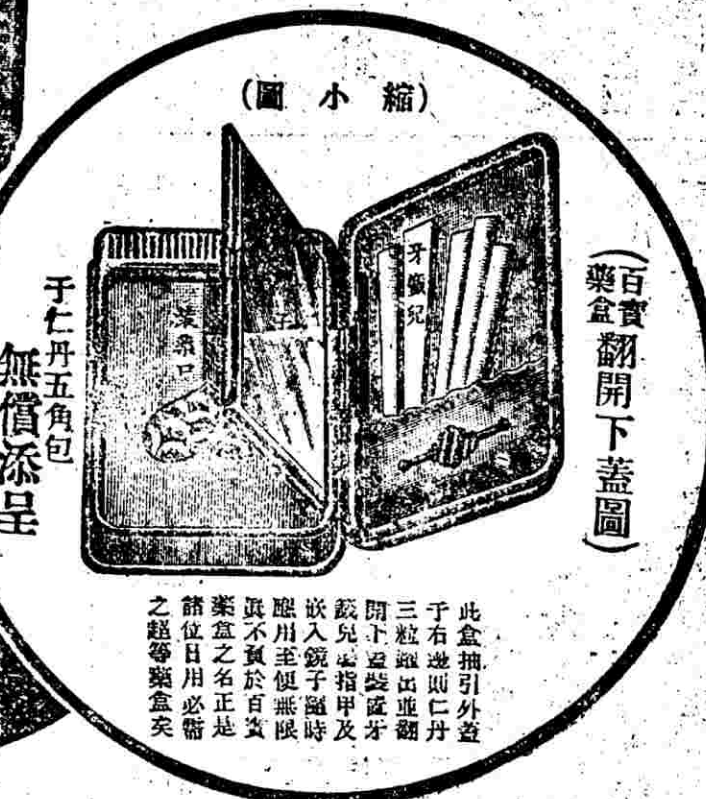 (圖小縮)
(百寶藥盒翻開下蓋圖)
牙籤兒
于仁丹五角包
無償添呈
此盒抽引外蓋
于右邊則仁丹
三粒躍出並翻
開下蓋裝置牙
籤兒磨指甲及
嵌入鏡子隨時
應用至便無限
真不負於百寶
藥盒之名正是
諸位日用必需
之超等藥盒矣